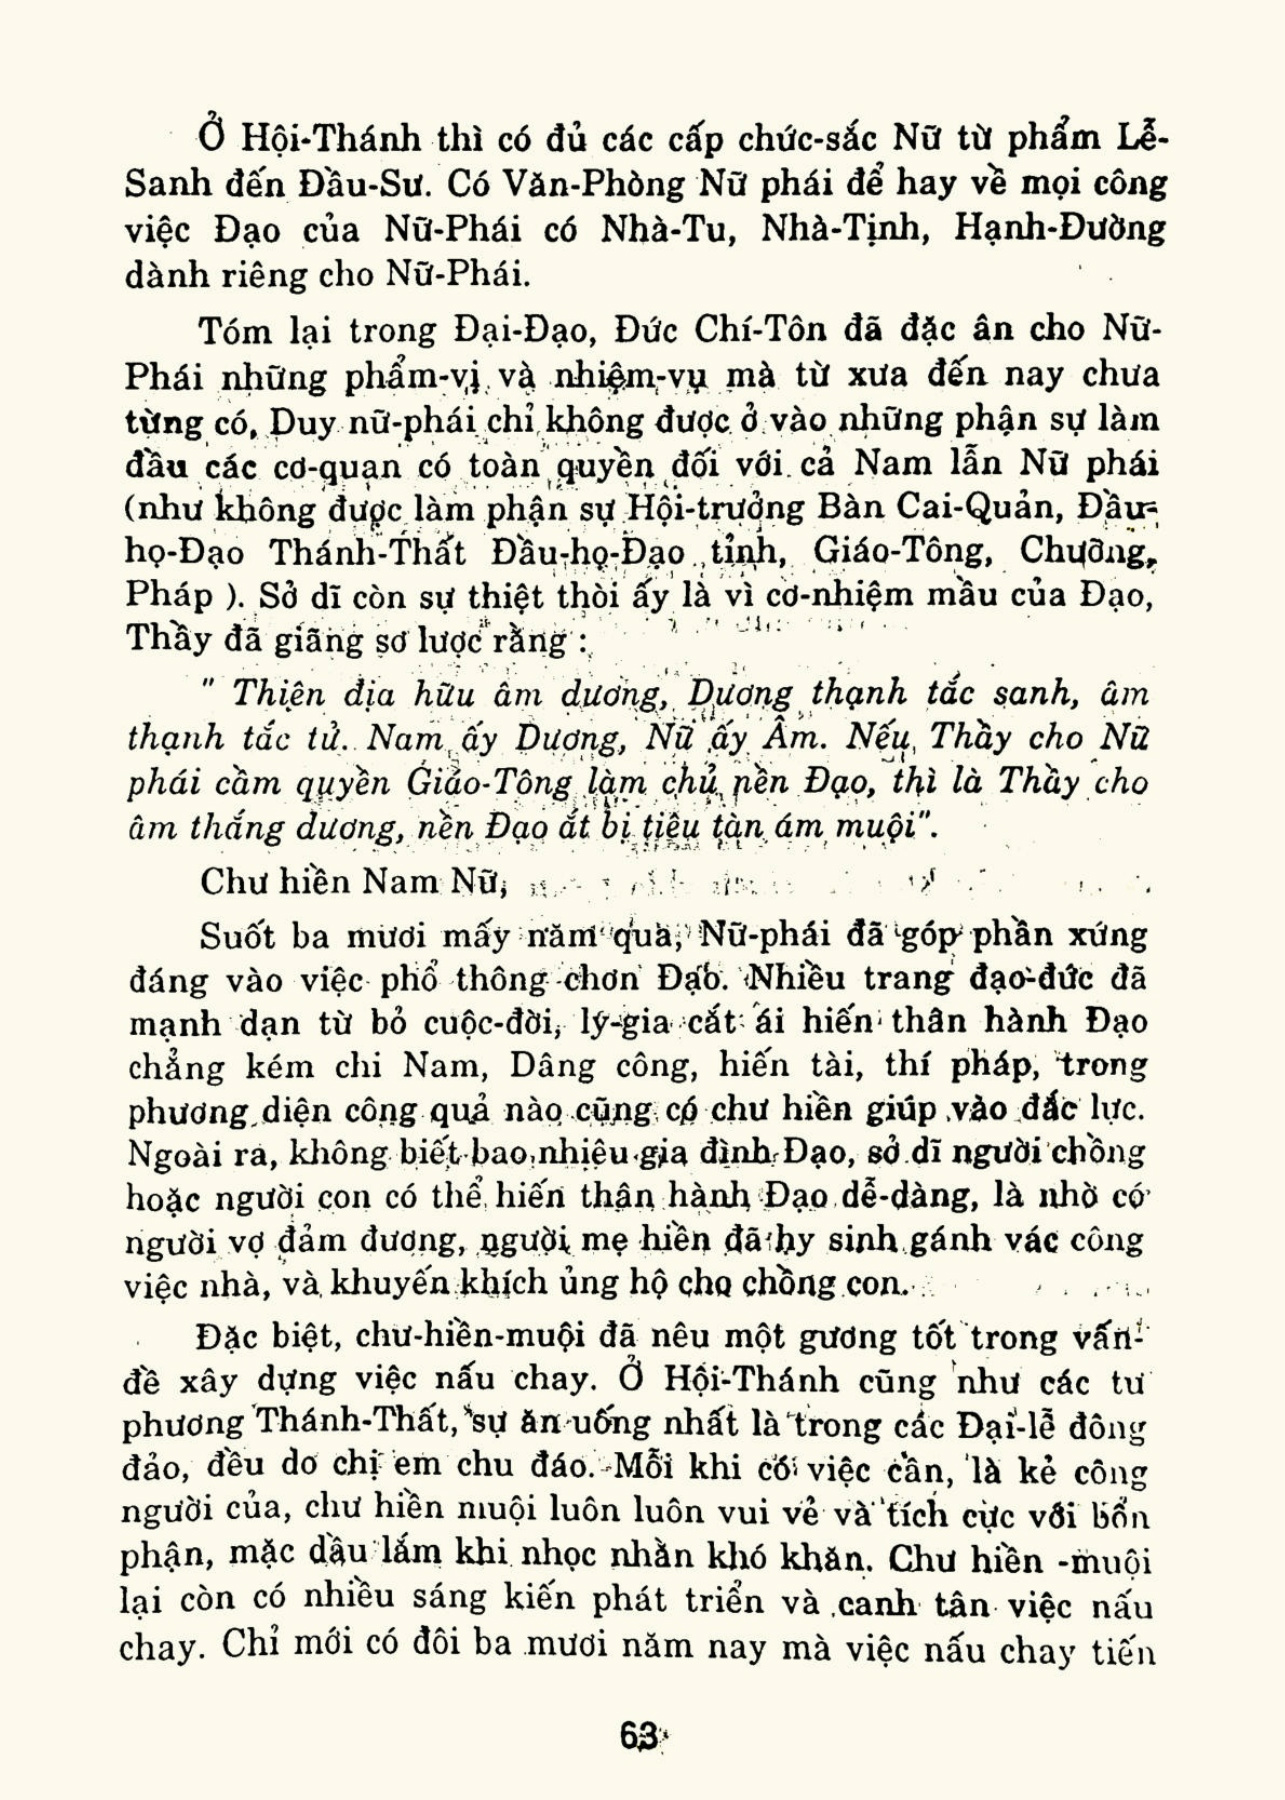 Ở Hội-Thánh thì có đủ các cấp chức-sắc Nữ từ phẩm Lễ-
Sanh đến Đầu-Sư. Có Văn-Phòng Nữ phái để hay về mọi công
việc Đạo của Nữ-Phái có Nhà-Tu, Nhà-Tịnh, Hạnh-Đường
dành riêng cho Nữ-Phái.
Tóm lại trong Đại-Đạo, Đức Chí-Tôn đã đặc ân cho Nữ-
Phái những phẩm-vị và nhiệm-vụ mà từ xưa đến nay chưa
từng có, Duy nữ-phái chỉ không được ở vào những phận sự làm
đầu các cơ-quan có toàn quyền đối với cả Nam lẫn Nữ phái
(như không được làm phận sự Hội-trưởng Bàn Cai-Quản, Đầu-
họ-Đạo Thánh-Thất Đầu-họ-Đạo tỉnh, Giáo-Tông, Chưởng,
Pháp ). Sở dĩ còn sự thiệt thòi ấy là vì cơ-nhiệm mầu của Đạo,
Thầy đã giãng sơ lược rằng :
" Thiên địa hữu âm dương, Dương thạnh tắc sanh, âm
thạnh tắc tử. Nam ấy Dương, Nữ ấy Âm. Nếu Thầy cho Nữ
phái cầm quyền Giáo-Tông làm chủ nền Đạo, thì là Thầy cho
âm thắng dương, nền Đạo ắt bị tiêu tàn ám muội".
Chư hiền Nam Nữ,
Suốt ba mươi mấy năm qua, Nữ-phái đã góp phần xứng
đáng vào việc phổ thông chơn Đạo. Nhiều trang đạo-đức đã
mạnh dạn từ bỏ cuộc-đời, lý-gia cắt ái hiến thân hành Đạo
chẳng kém chi Nam, Dâng công, hiến tài, thí pháp, trong
phương diện công quả nào cũng có chư hiền giúp vào đắc lực.
Ngoài ra, không biết bao nhiêu gia đình Đạo, sở dĩ người chồng
hoặc người con có thể hiến thân hành Đạo dễ-dàng, là nhờ có
người vợ đảm đương, người mẹ hiền đã hy sinh gánh vác công
việc nhà, và khuyến khích ủng hộ cho chồng con.
Đặc biệt, chư-hiền-muội đã nêu một gương tốt trong vấn-
đề xây dựng việc nấu chay. Ở Hội-Thánh cũng như các tư
phương Thánh-Thất, sự ăn uống nhất là trong các Đại-lễ đông
đảo, đều do chị em chu đáo. Mỗi khi có việc cần, là kẻ công
người của, chư hiền muội luôn luôn vui vẻ và tích cực với bổn
phận, mặc dầu lắm khi nhọc nhằn khó khăn. Chư hiền -muội
lại còn có nhiều sáng kiến phát triển và canh tân việc nấu
chay. Chỉ mới có đôi ba mươi năm nay mà việc nấu chay tiến
63